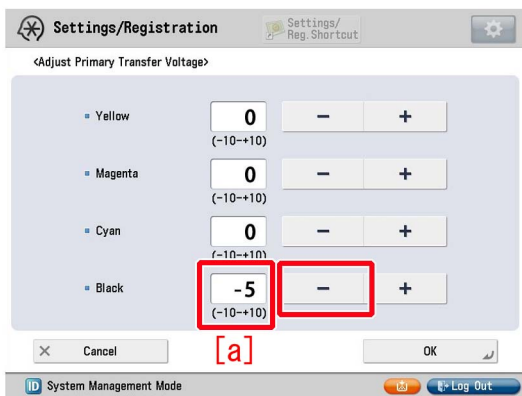 Settings/Registration
Settings/
Reg.Shortcut
<Adjust Primary Transfer Voltage>
Yellow 0 − +
(-10-+10)
Magenta 0 − +
(-10-+10)
Cyan 0 − +
(-10-+10)
Black -5 − +
(-10-+10)
× Cancel [a] OK
ID System Management Mode Log Out